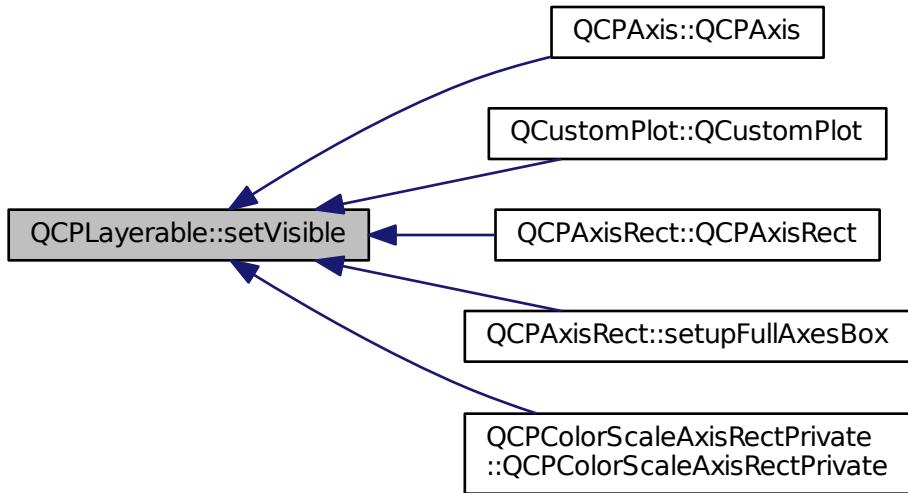 QCPAxis::QCPAxis
QCustomPlot::QCustomPlot
QCPLayerable::setVisible
QCPAxisRect::QCPAxisRect
QCPAxisRect::setupFullAxesBox
QCPColorScaleAxisRectPrivate
::QCPColorScaleAxisRectPrivate